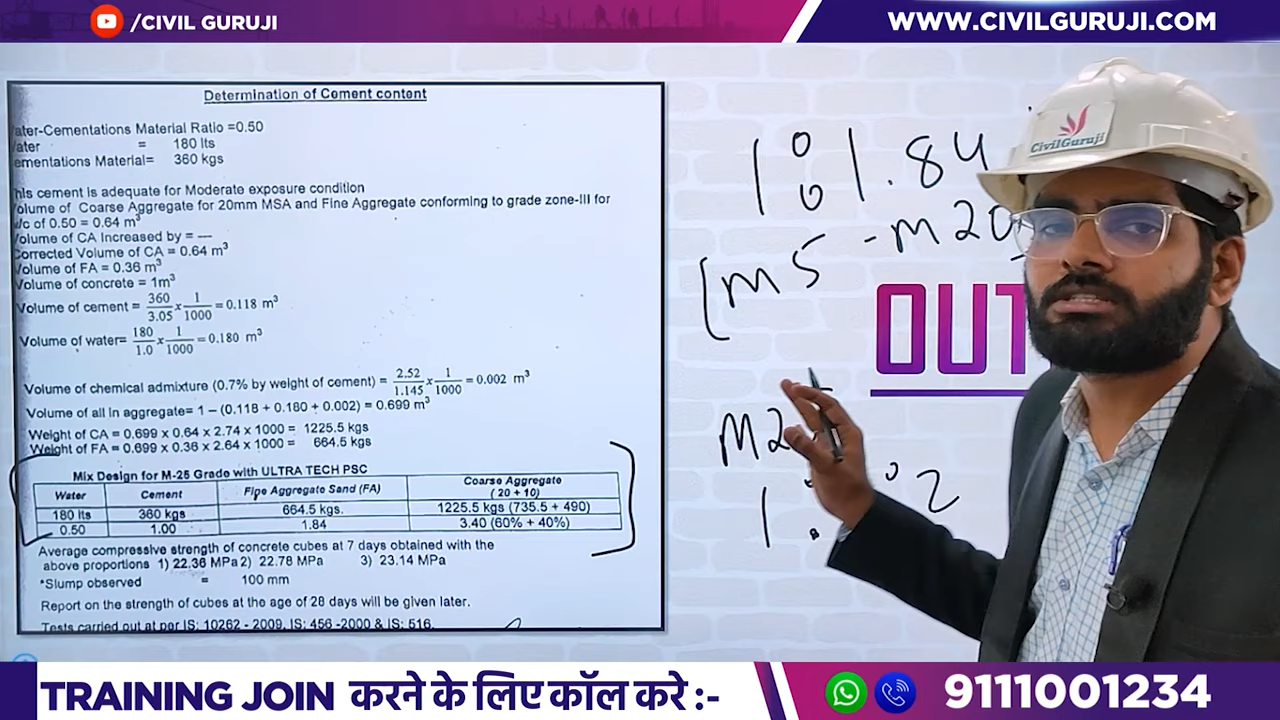 /CIVIL GURUJI
WWW.CIVILGURUJI.COM
Determination of Cement content
ater-Cementations Material Ratio =0.50
ater = 180 lts
ementations Material= 360 kgs
his cement is adequate for Moderate exposure condition
olume of Coarse Aggregate for 20mm MSA and Fine Aggregate conforming to grade zone-III for
/c of 0.50 = 0.64 m³
olume of CA Increased by = ---
Corrected Volume of CA = 0.64 m³
Volume of FA = 0.36 m³
Volume of concrete = 1m³
Volume of cement = 360/3.05 x 1/1000 = 0.118 m³
Volume of water= 180/1.0 x 1/1000 = 0.180 m³
Volume of chemical admixture (0.7% by weight of cement) = 2.52/1.145 x 1/1000 = 0.002 m³
Volume of all in aggregate= 1 – (0.118 + 0.180 + 0.002) = 0.699 m³
Weight of CA = 0.699 x 0.64 x 2.74 x 1000 = 1225.5 kgs
Weight of FA = 0.699 x 0.36 x 2.64 x 1000 = 664.5 kgs
Mix Design for M-25 Grade with ULTRA TECH PSC
Water Cement Fine Aggregate Sand (FA) Coarse Aggregate
( 20 + 10)
180 lts 360 kgs 664.5 kgs. 1225.5 kgs (735.5 + 490)
0.50 1.00 1.84 3.40 (60% + 40%)
Average compressive strength of concrete cubes at 7 days obtained with the
above proportions 1) 22.36 MPa 2) 22.78 MPa 3) 23.14 MPa
*Slump observed = 100 mm
Report on the strength of cubes at the age of 28 days will be given later.
Tests carried out at per IS: 10262 - 2009, IS: 456 -2000 & IS: 516.
1 : 1.84
(M5 - M20
OUT
M2
CivilGuruji
TRAINING JOIN करने के लिए कॉल करे :-
9111001234